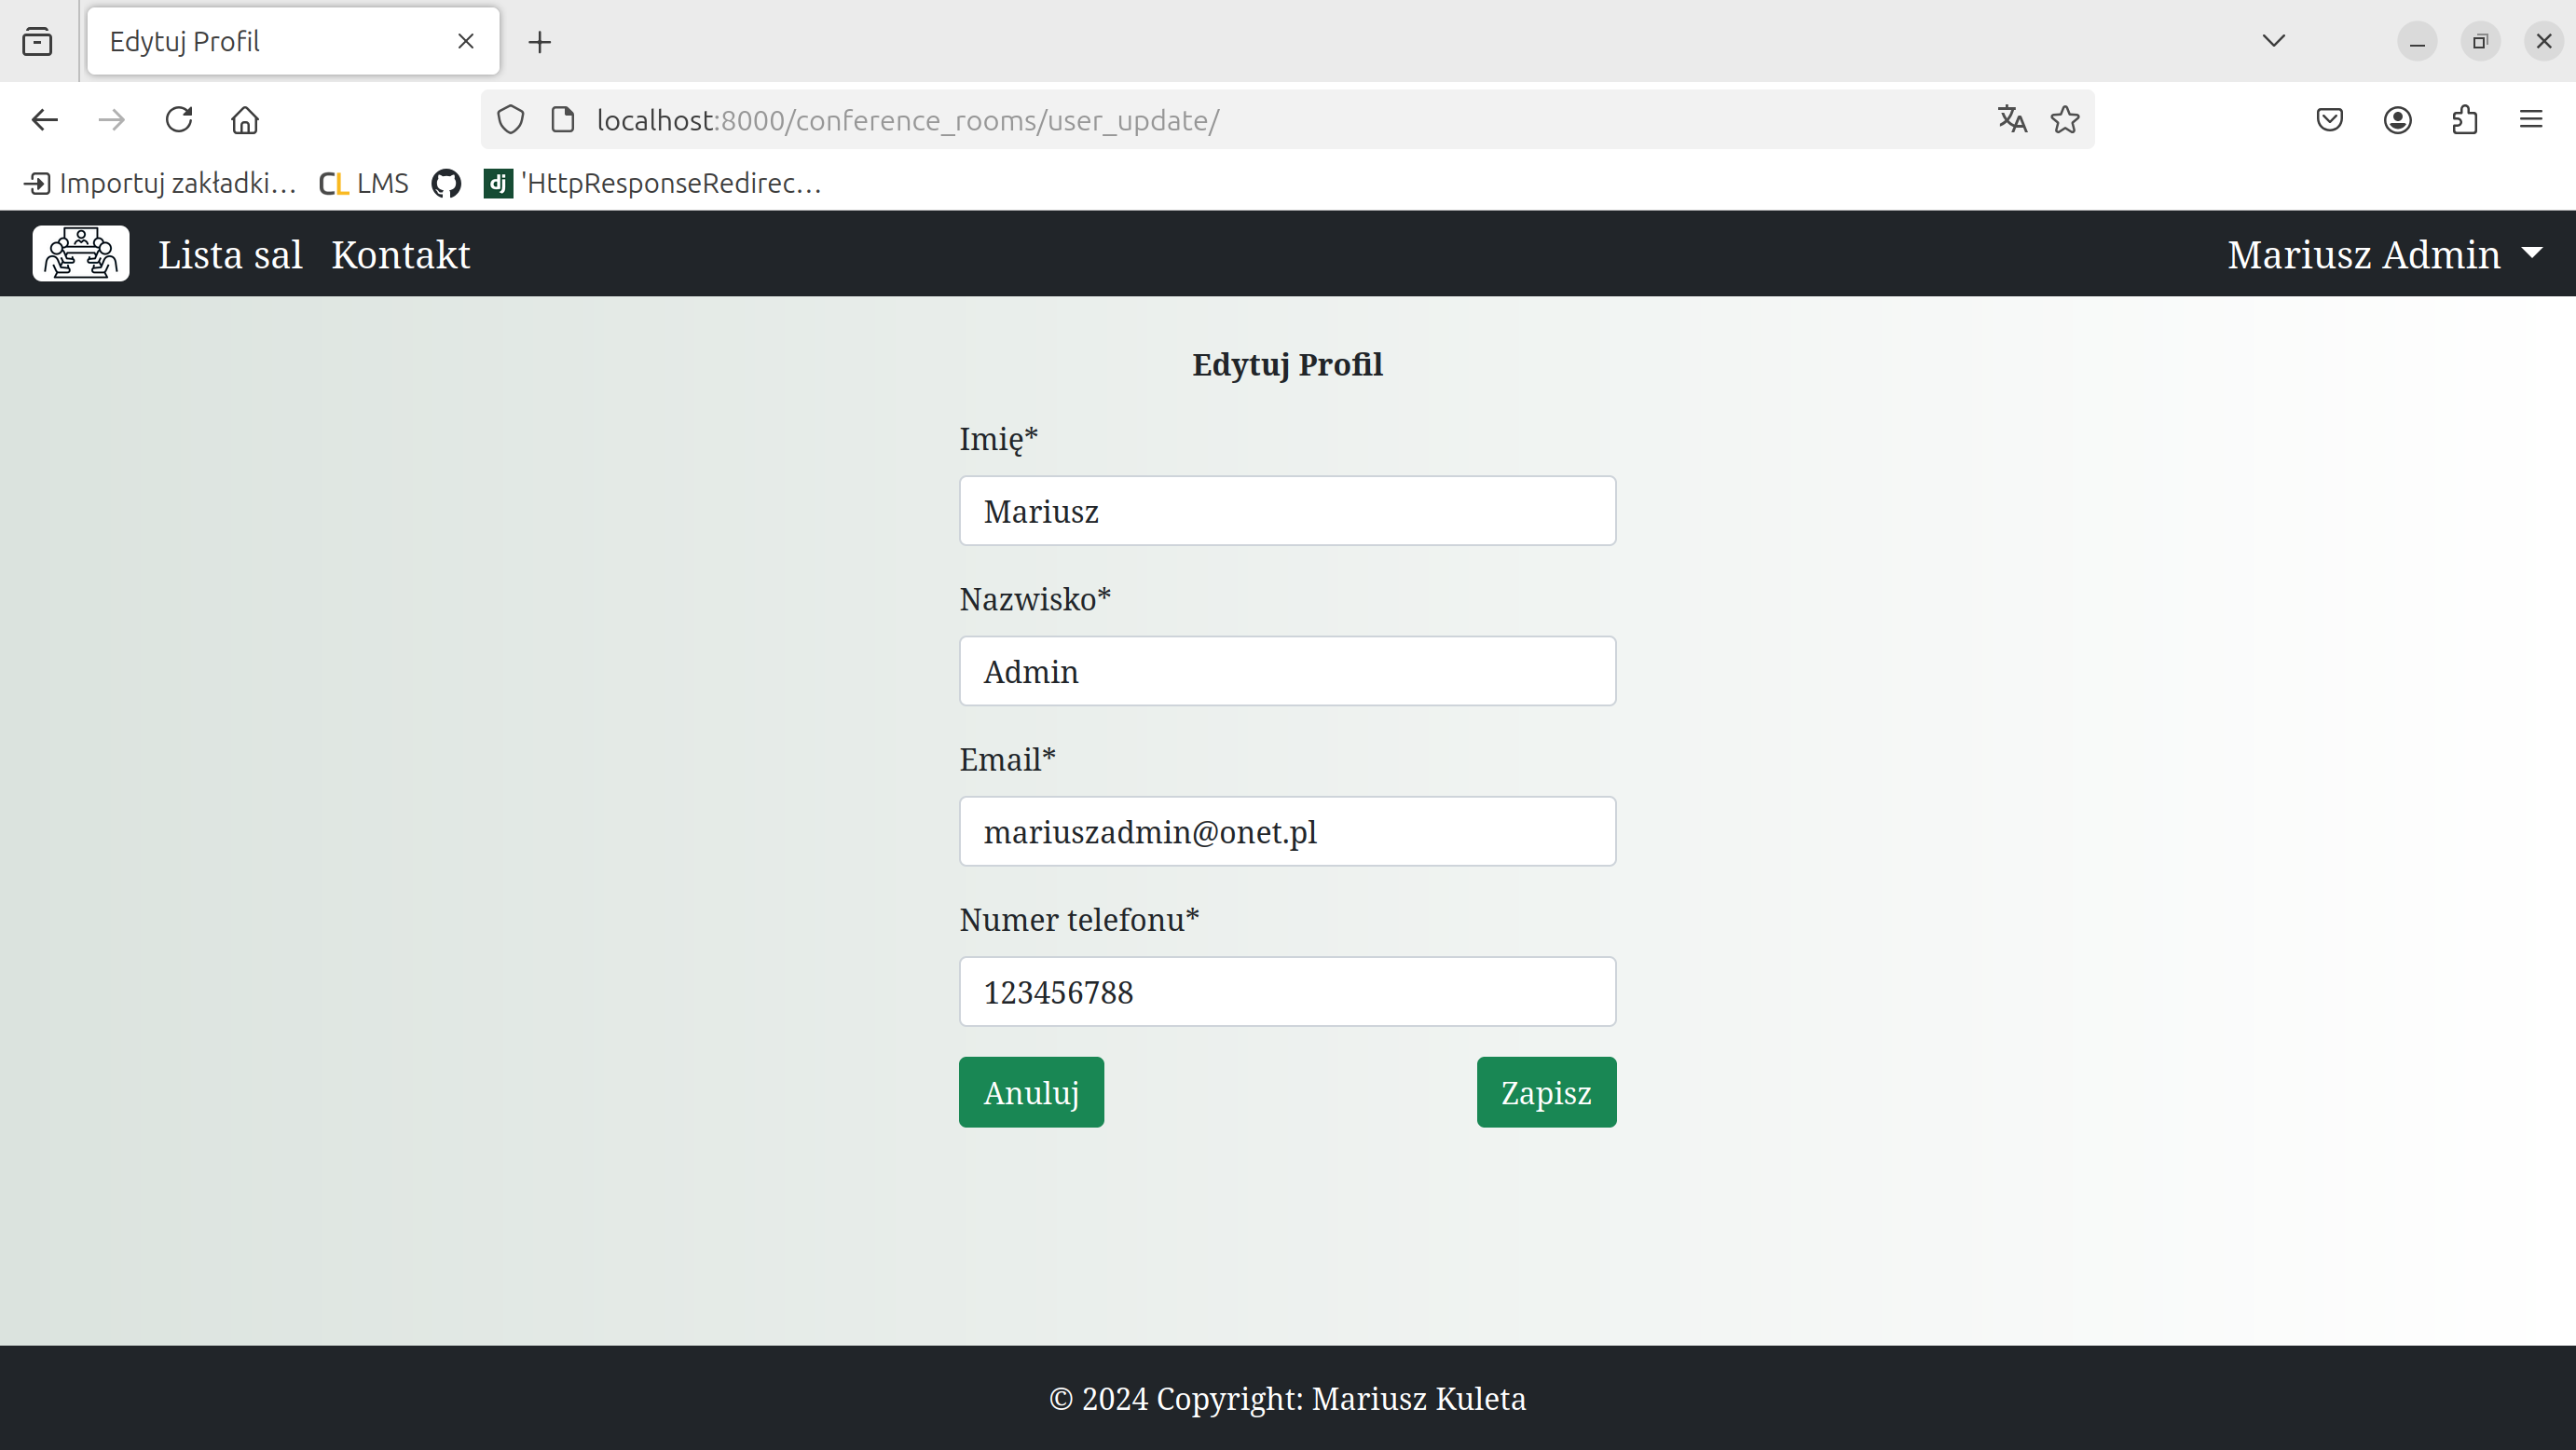 Edytuj Profil
localhost:8000/conference_rooms/user_update/
Importuj zakładki... CL LMS dj 'HttpResponseRedirec...
Lista sal Kontakt Mariusz Admin
Edytuj Profil
Imię*
Mariusz
Nazwisko*
Admin
Email*
mariuszadmin@onet.pl
Numer telefonu*
123456788
Anuluj Zapisz
© 2024 Copyright: Mariusz Kuleta